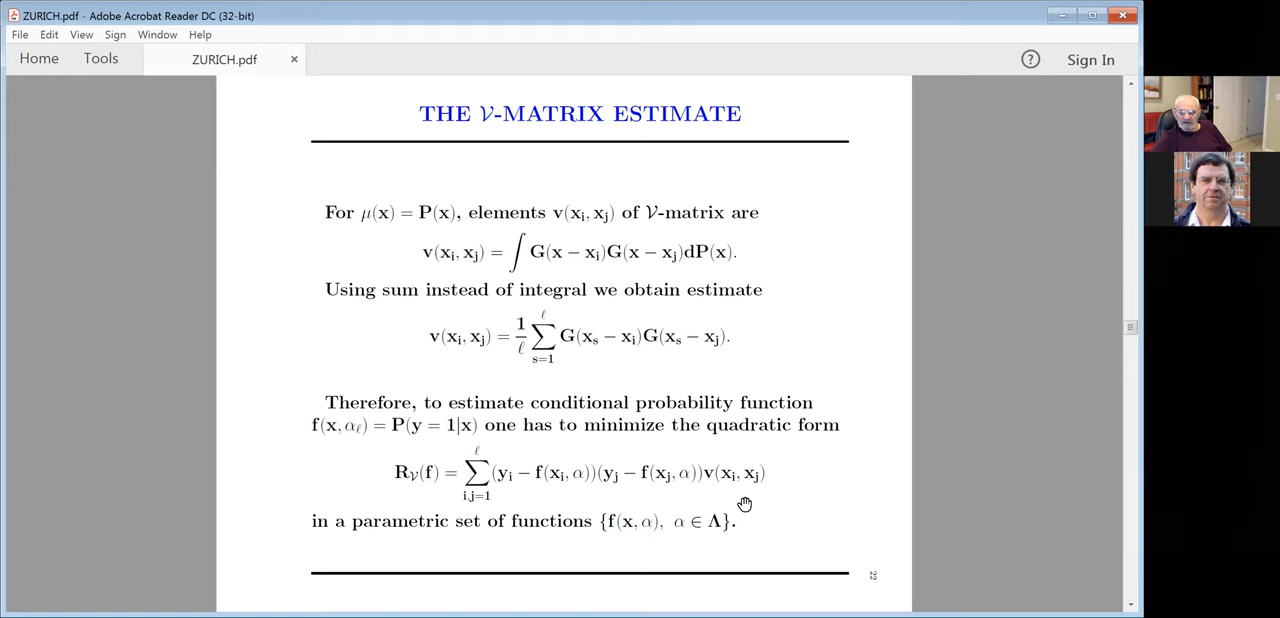 ZURICH.pdf - Adobe Acrobat Reader DC (32-bit)
File Edit View Sign Window Help
Home Tools ZURICH.pdf × ? Sign In
THE 𝒱-MATRIX ESTIMATE
For μ(x) = P(x), elements v(xᵢ, xⱼ) of 𝒱-matrix are
v(xᵢ, xⱼ) = ∫ G(x − xᵢ)G(x − xⱼ)dP(x).
Using sum instead of integral we obtain estimate
v(xᵢ, xⱼ) = 1/ℓ ∑_{s=1}^{ℓ} G(xₛ − xᵢ)G(xₛ − xⱼ).
Therefore, to estimate conditional probability function
f(x, α_ℓ) = P(y = 1|x) one has to minimize the quadratic form
R_𝒱(f) = ∑_{i,j=1}^{ℓ} (yᵢ − f(xᵢ, α))(yⱼ − f(xⱼ, α))v(xᵢ, xⱼ)
in a parametric set of functions {f(x, α), α ∈ Λ}.
22